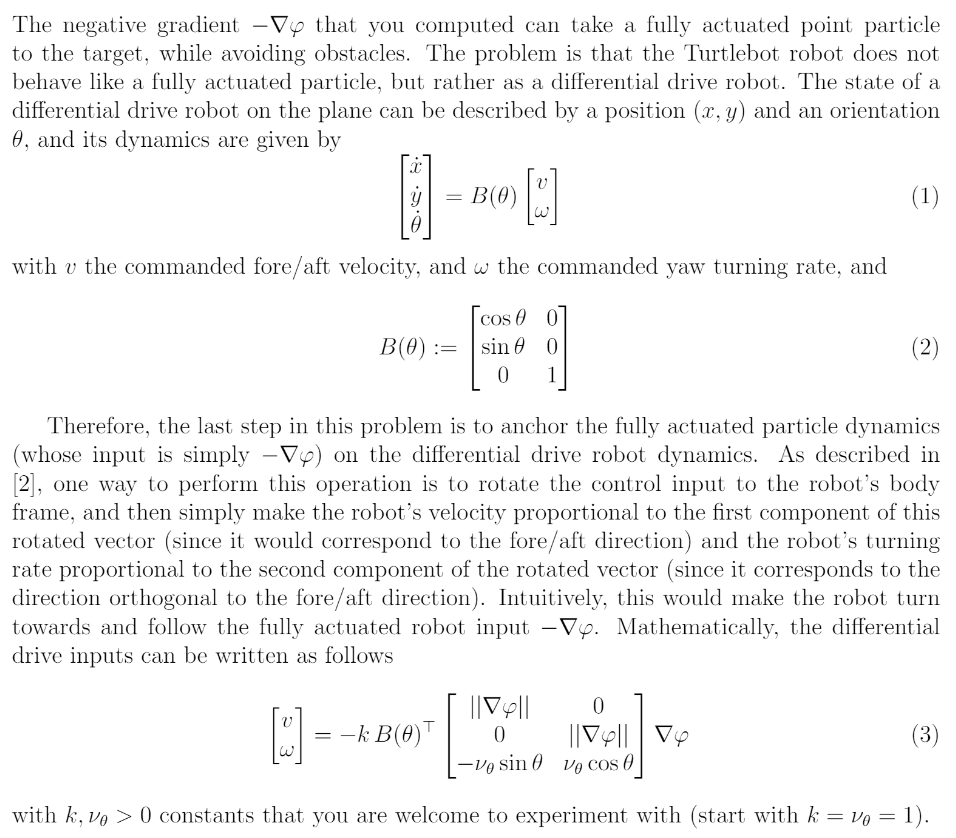 The negative gradient −∇φ that you computed can take a fully actuated point particle
to the target, while avoiding obstacles. The problem is that the Turtlebot robot does not
behave like a fully actuated particle, but rather as a differential drive robot. The state of a
differential drive robot on the plane can be described by a position (x, y) and an orientation
θ, and its dynamics are given by
[ẋ; ẏ; θ̇] = B(θ) [v; ω] (1)
with v the commanded fore/aft velocity, and ω the commanded yaw turning rate, and
B(θ) := [cos θ 0; sin θ 0; 0 1] (2)
Therefore, the last step in this problem is to anchor the fully actuated particle dynamics
(whose input is simply −∇φ) on the differential drive robot dynamics. As described in
[2], one way to perform this operation is to rotate the control input to the robot's body
frame, and then simply make the robot's velocity proportional to the first component of this
rotated vector (since it would correspond to the fore/aft direction) and the robot's turning
rate proportional to the second component of the rotated vector (since it corresponds to the
direction orthogonal to the fore/aft direction). Intuitively, this would make the robot turn
towards and follow the fully actuated robot input −∇φ. Mathematically, the differential
drive inputs can be written as follows
[v; ω] = −k B(θ)⊤ [||∇φ|| 0; 0 ||∇φ||; −ν_θ sin θ ν_θ cos θ] ∇φ (3)
with k, ν_θ > 0 constants that you are welcome to experiment with (start with k = ν_θ = 1).